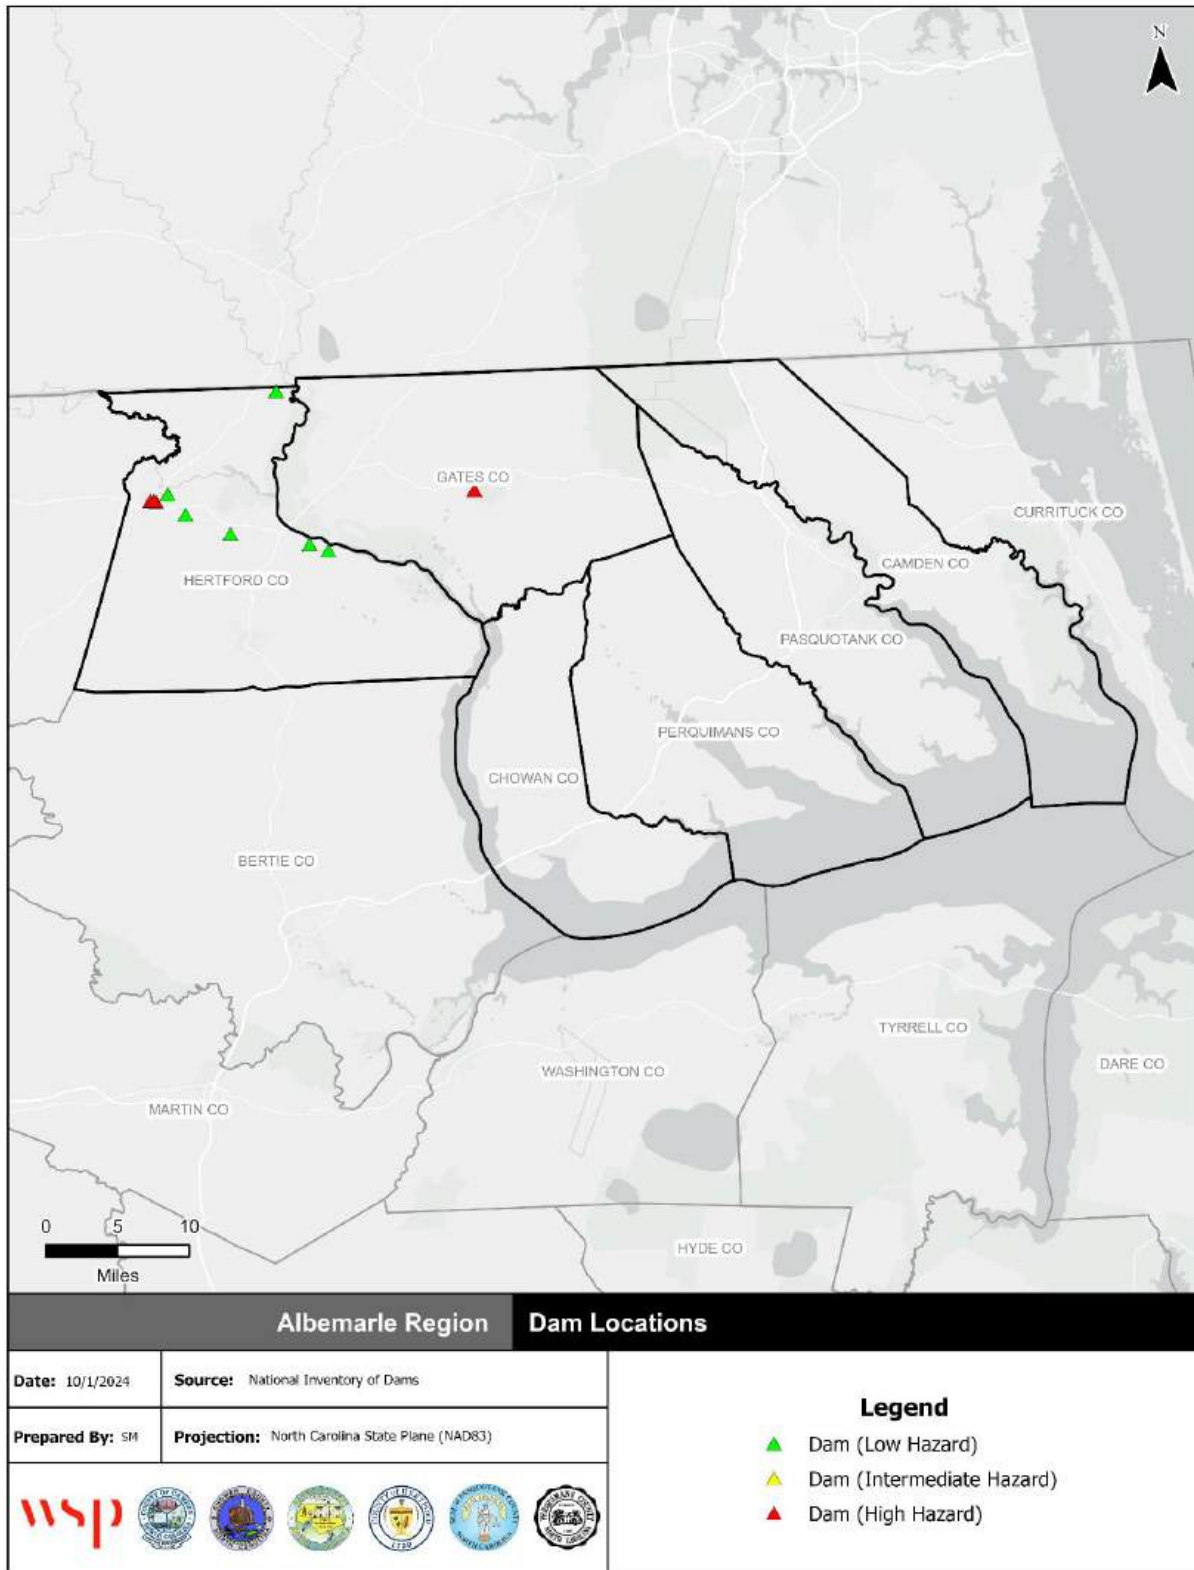 N
GATES CO
CURRITUCK CO
CAMDEN CO
HERTFORD CO
PASQUOTANK CO
PERQUIMANS CO
CHOWAN CO
BERTIE CO
TYRRELL CO
WASHINGTON CO
DARE CO
MARTIN CO
HYDE CO
0 5 10
Miles
Albemarle Region Dam Locations
Date: 10/1/2024 Source: National Inventory of Dams
Prepared By: SM Projection: North Carolina State Plane (NAD83)
wsp
Legend
Dam (Low Hazard)
Dam (Intermediate Hazard)
Dam (High Hazard)